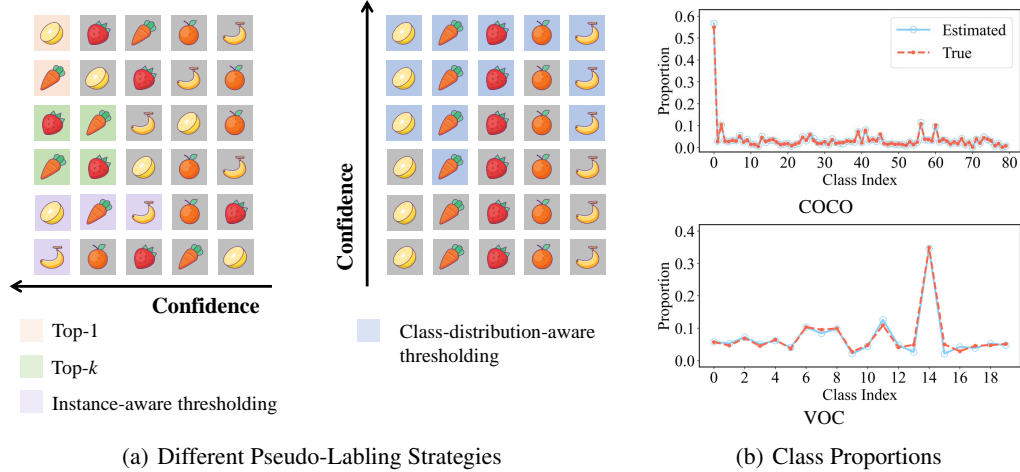 Confidence
Top-1
Top-k
Instance-aware thresholding
Confidence
Class-distribution-aware
thresholding
(a) Different Pseudo-Labling Strategies
0.6
0.5
0.4
0.3
0.2
0.1
0.0
Proportion
Estimated
True
0 10 20 30 40 50 60 70 80
Class Index
COCO
0.4
0.3
0.2
0.1
0.0
Proportion
0 2 4 6 8 10 12 14 16 18
Class Index
VOC
(b) Class Proportions